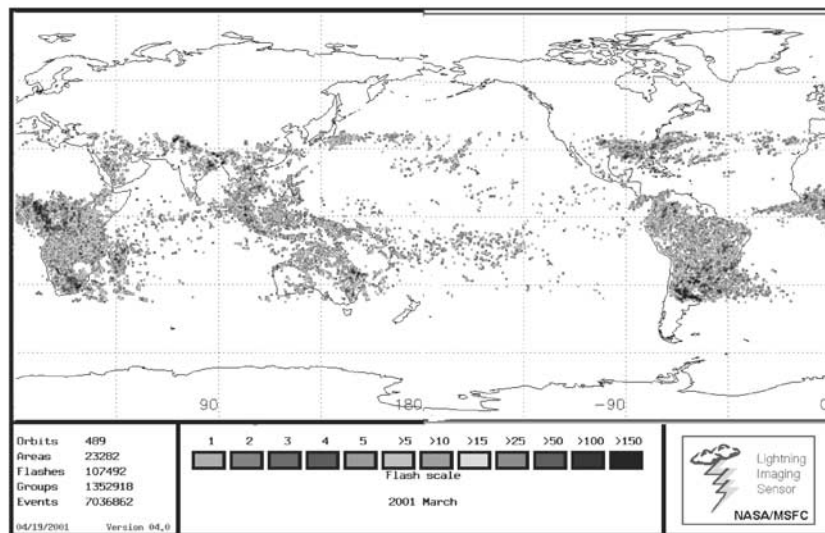 90 180 -90 0
Orbits 489
Areas 23282
Flashes 107492
Groups 1352918
Events 7036862
04/19/2001 Version 04.0
1 2 3 4 5 >5 >10 >15 >25 >50 >100 >150
Flash scale
2001 March
Lightning
Imaging
Sensor
NASA/MSFC